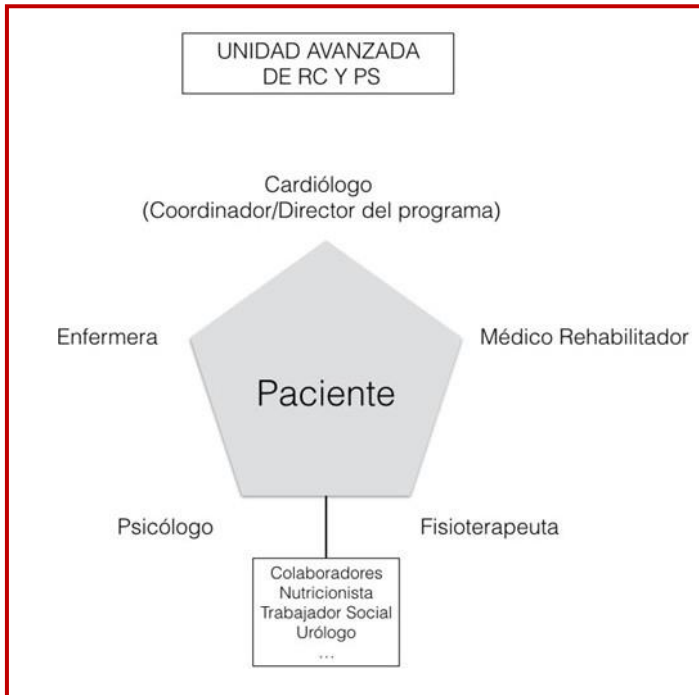 UNIDAD AVANZADA
DE RC Y PS
Cardiólogo
(Coordinador/Director del programa)
Enfermera
Médico Rehabilitador
Paciente
Psicólogo
Fisioterapeuta
Colaboradores
Nutricionista
Trabajador Social
Urólogo
...